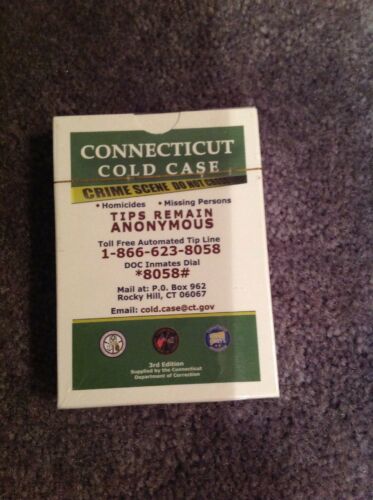 CONNECTICUT
COLD CASE
CRIME SCENE DO NOT CROSS
• Homicides • Missing Persons
TIPS REMAIN
ANONYMOUS
Toll Free Automated Tip Line
1-866-623-8058
DOC Inmates Dial
*8058#
Mail at: P.O. Box 962
Rocky Hill, CT 06067
Email: cold.case@ct.gov
3rd Edition
Supplied by the Connecticut
Department of Correction